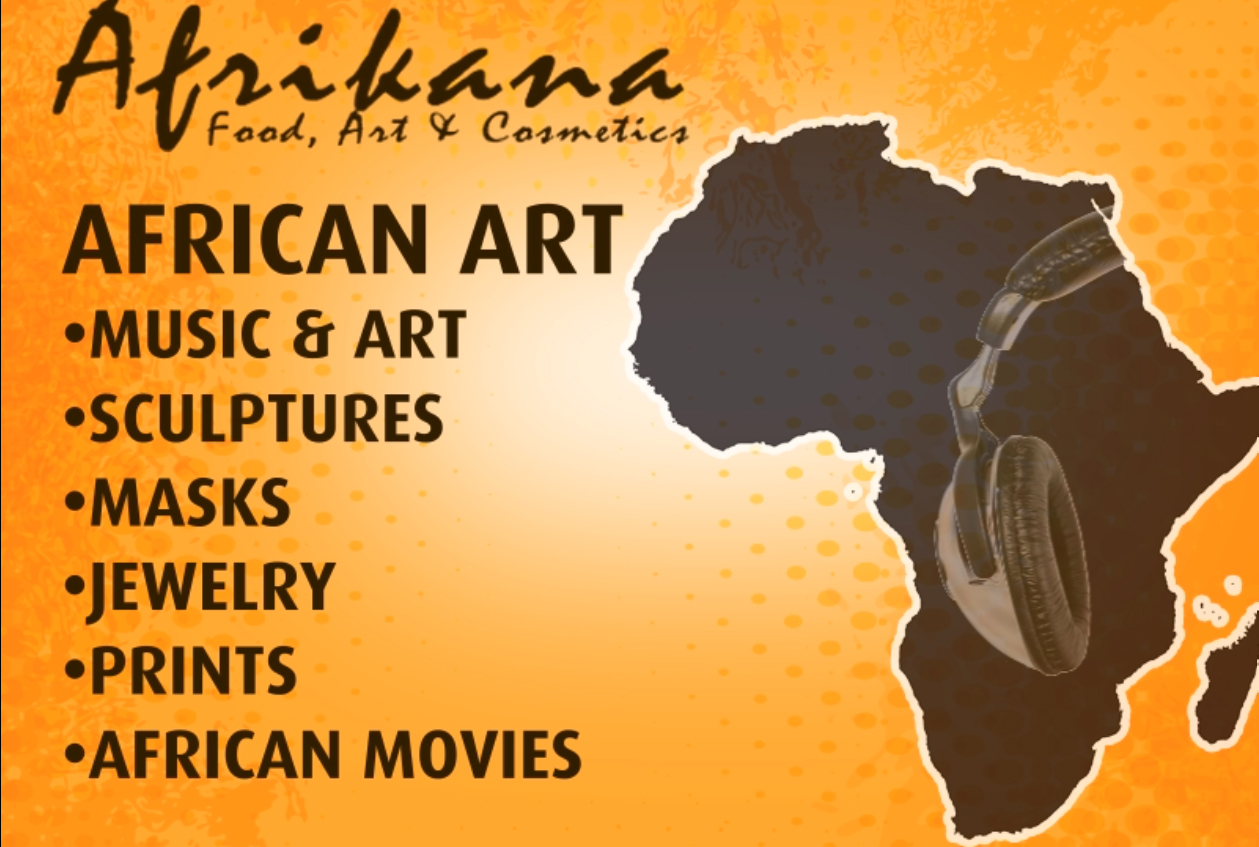 Afrikana
Food, Art & Cosmetics
AFRICAN ART
•MUSIC & ART
•SCULPTURES
•MASKS
•JEWELRY
•PRINTS
•AFRICAN MOVIES